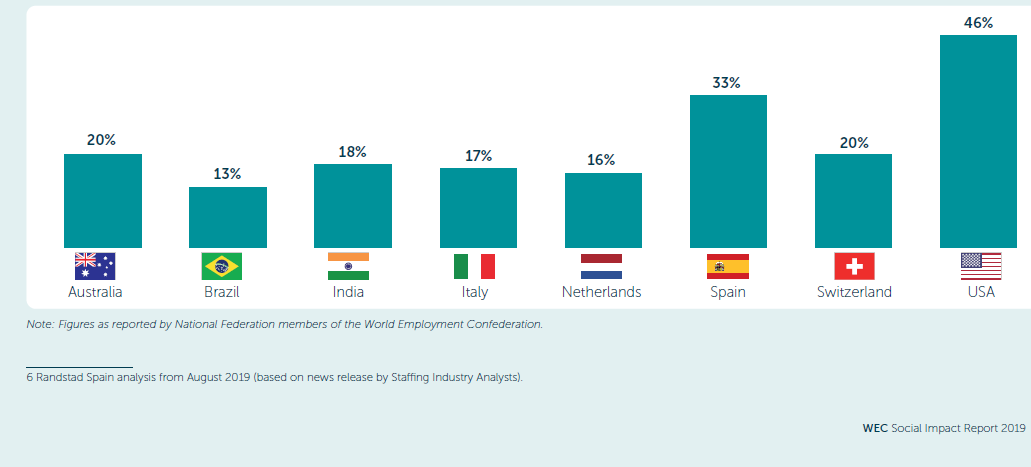 46%
33%
20%
20%
18%
17%
16%
13%
Australia Brazil India Italy Netherlands Spain Switzerland USA
Note: Figures as reported by National Federation members of the World Employment Confederation.
6 Randstad Spain analysis from August 2019 (based on news release by Staffing Industry Analysts).
WEC Social Impact Report 2019